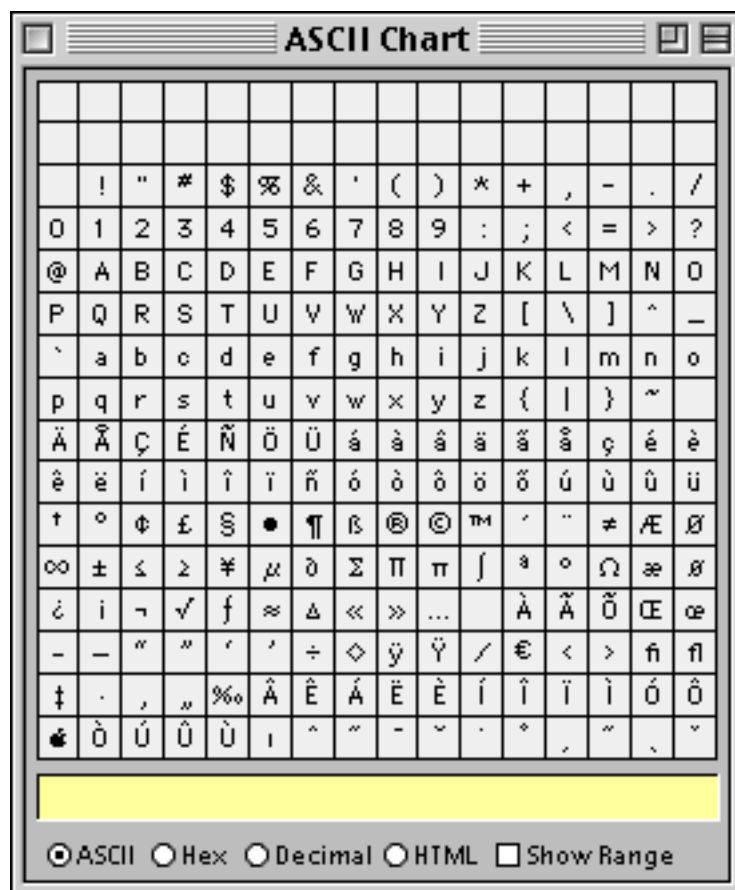 ASCII Chart
! " # $ % & ' ( ) * + , - . /
0 1 2 3 4 5 6 7 8 9 : ; < = > ?
@ A B C D E F G H I J K L M N O
P Q R S T U V W X Y Z [ \ ] ^ _
` a b c d e f g h i j k l m n o
p q r s t u v w x y z { | } ~
Ä Å Ç É Ñ Ö Ü á à â ä ã å ç é è
ê ë í ì î ï ñ ó ò ô ö õ ú ù û ü
† ° ¢ £ § • ¶ ß ® © ™ ´ ¨ ≠ Æ Ø
∞ ± ≤ ≥ ¥ µ ∂ Σ Π π ∫ ª º Ω æ ø
¿ ¡ ¬ √ ƒ ≈ ∆ « » … À Ã Õ Œ œ
– — “ ” ‘ ’ ÷ ◊ ÿ Ÿ ⁄ € ‹ › fi fl
‡ · ‚ „ ‰ Â Ê Á Ë È Í Î Ï Ì Ó Ô
 Ò Ú Û Ù ı ˆ ˜ ¯ ˘ ˙ ˚ ¸ ˝ ˛ ˇ
ASCII Hex Decimal HTML Show Range